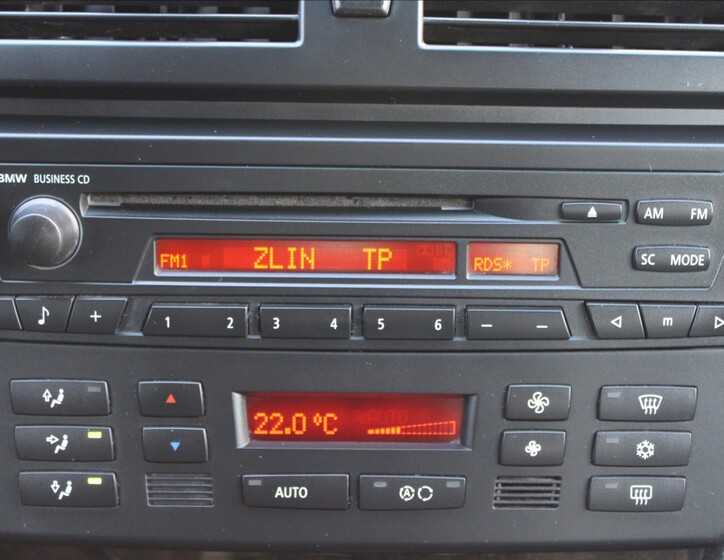 BMW BUSINESS CD
AM FM
FM1 ZLIN TP RDS* TP
SC MODE
+ 1 2 3 4 5 6 – – m
22.0 °C
AUTO A